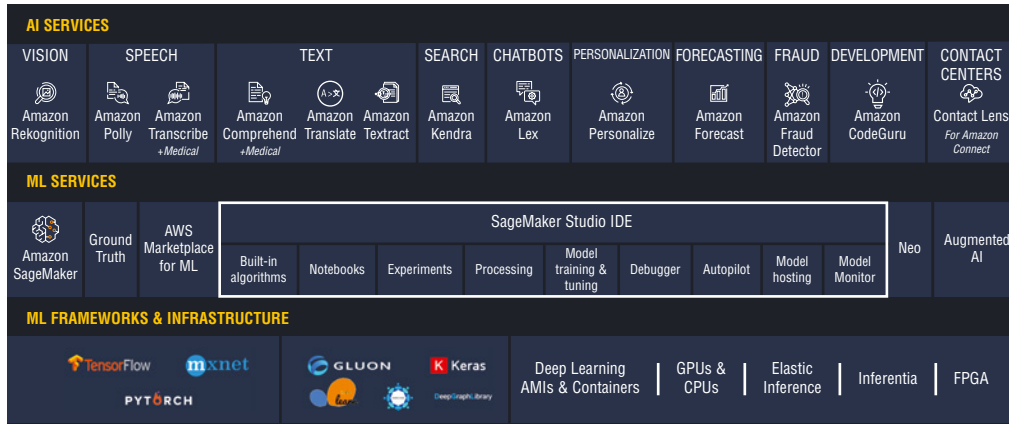 AI SERVICES
VISION
SPEECH
TEXT
SEARCH
CHATBOTS
PERSONALIZATION
FORECASTING
FRAUD
DEVELOPMENT
CONTACT
CENTERS
Amazon
Rekognition
Amazon
Polly
Amazon
Transcribe
+Medical
Amazon
Comprehend
+Medical
A>文
Amazon
Translate
Amazon
Textract
Amazon
Kendra
Amazon
Lex
Amazon
Personalize
Amazon
Forecast
Amazon
Fraud
Detector
Amazon
CodeGuru
Contact Lens
For Amazon
Connect
ML SERVICES
Amazon
SageMaker
Ground
Truth
AWS
Marketplace
for ML
SageMaker Studio IDE
Built-in
algorithms
Notebooks
Experiments
Processing
Model
training &
tuning
Debugger
Autopilot
Model
hosting
Model
Monitor
Neo
Augmented
AI
ML FRAMEWORKS & INFRASTRUCTURE
TensorFlow
mxnet
PYTORCH
GLUON
K Keras
learn
DeepGraphLibrary
Deep Learning
AMIs & Containers
GPUs &
CPUs
Elastic
Inference
Inferentia
FPGA